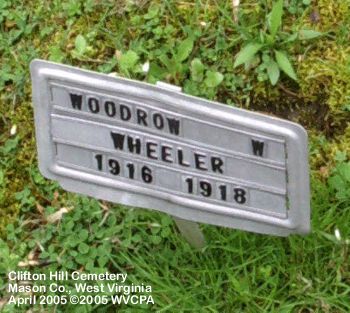 WOODROW W
WHEELER
1916 1918
Clifton Hill Cemetery
Mason Co., West Virginia
April 2005 ©2005 WVCPA